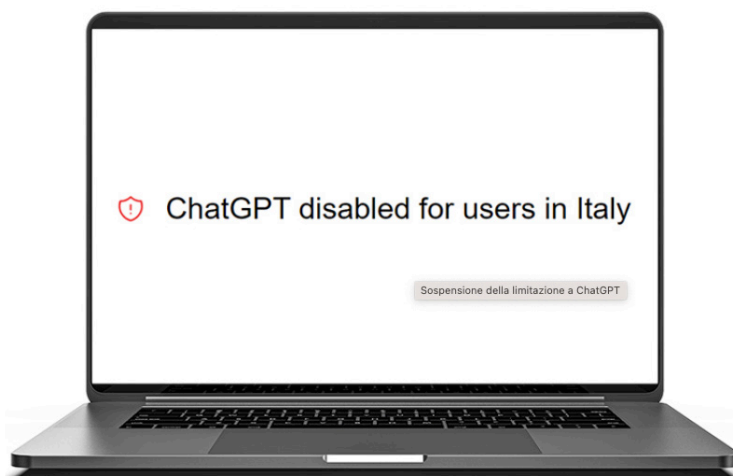 ChatGPT disabled for users in Italy
Sospensione della limitazione a ChatGPT